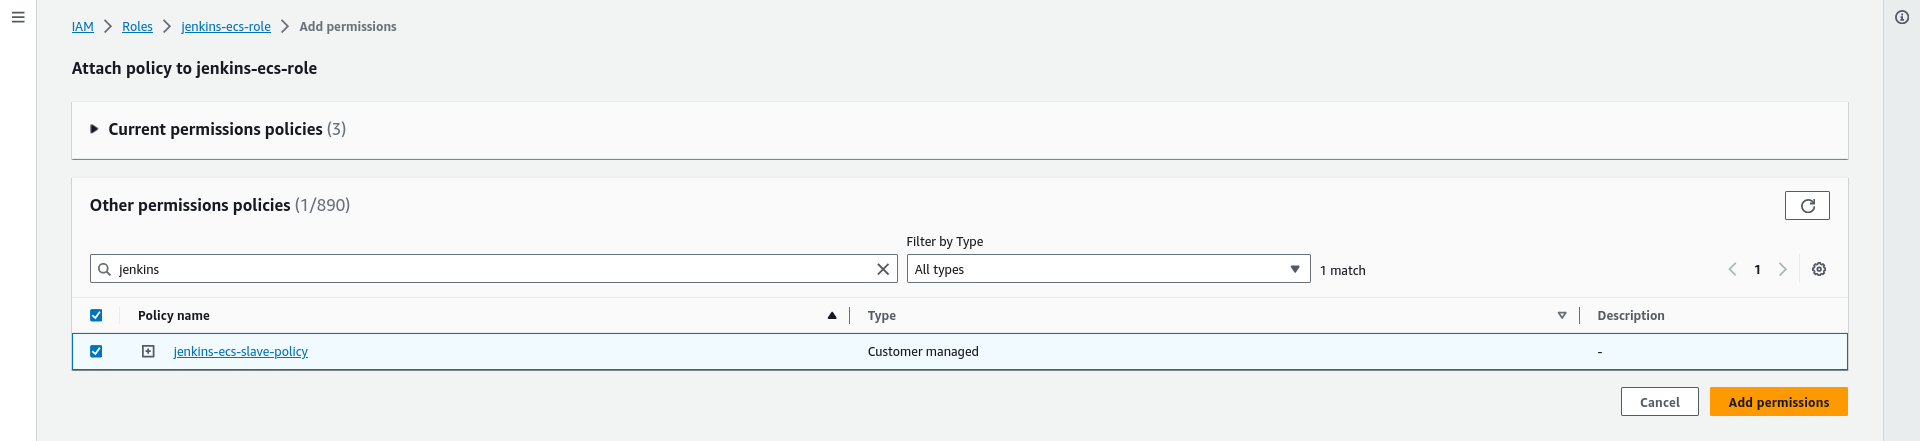 IAM Roles jenkins-ecs-role Add permissions
Attach policy to jenkins-ecs-role
Current permissions policies (3)
Other permissions policies (1/890)
Filter by Type
jenkins All types 1 match 1
Policy name Type Description
jenkins-ecs-slave-policy Customer managed -
Cancel Add permissions